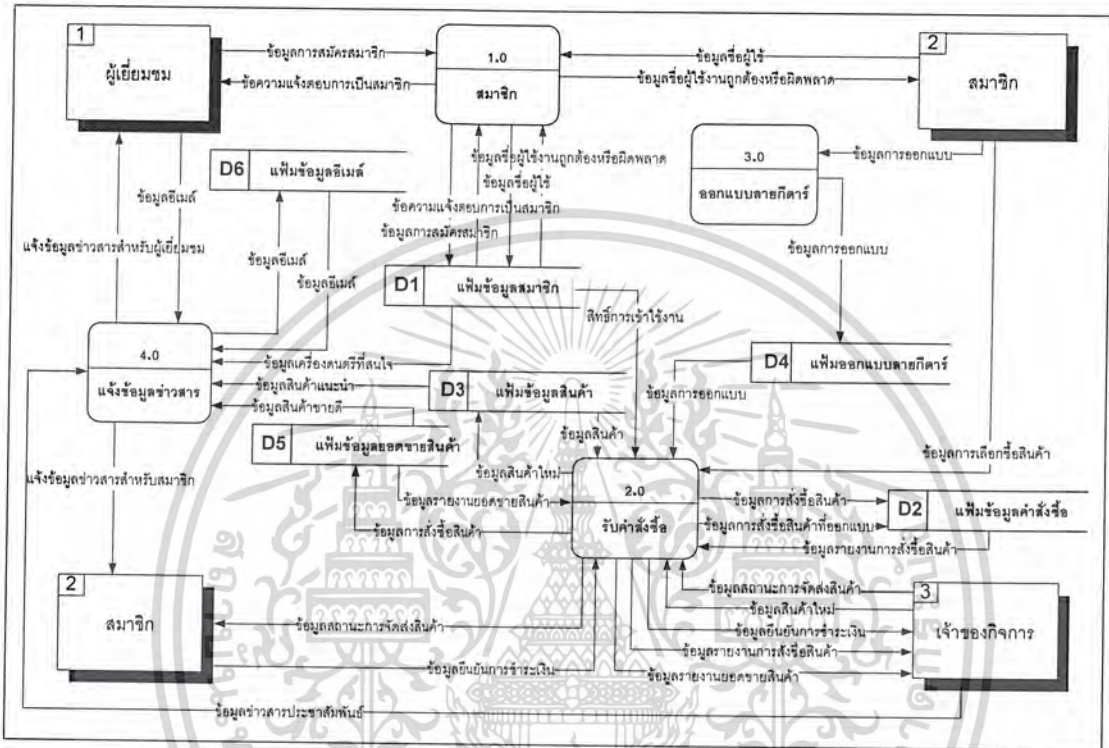 1
ผู้เยี่ยมชม
ข้อมูลการสมัครสมาชิก
ข้อความแจ้งตอบการเป็นสมาชิก
1.0
สมาชิก
ข้อมูลชื่อผู้ใช้
ข้อมูลชื่อผู้ใช้งานถูกต้องหรือผิดพลาด
2
สมาชิก
D6
แฟ้มข้อมูลอีเมล์
ข้อมูลชื่อผู้ใช้งานถูกต้องหรือผิดพลาด
ข้อมูลชื่อผู้ใช้
ข้อความแจ้งตอบการเป็นสมาชิก
ข้อมูลการสมัครสมาชิก
3.0
ออกแบบลายกีตาร์
ข้อมูลการออกแบบ
ข้อมูลอีเมล์
แจ้งข้อมูลข่าวสารสำหรับผู้เยี่ยมชม
ข้อมูลอีเมล์
ข้อมูลอีเมล์
ข้อมูลการออกแบบ
D1
แฟ้มข้อมูลสมาชิก
สิทธิ์การเข้าใช้งาน
4.0
แจ้งข้อมูลข่าวสาร
ข้อมูลเครื่องดนตรีที่สนใจ
ข้อมูลสินค้าแนะนำ
ข้อมูลสินค้าขายดี
D3
แฟ้มข้อมูลสินค้า
D4
แฟ้มออกแบบลายกีตาร์
ข้อมูลการออกแบบ
D5
แฟ้มข้อมูลยอดขายสินค้า
ข้อมูลสินค้า
ข้อมูลการเลือกซื้อสินค้า
แจ้งข้อมูลข่าวสารสำหรับสมาชิก
ข้อมูลสินค้าใหม่
ข้อมูลรายงานยอดขายสินค้า
ข้อมูลการสั่งซื้อสินค้า
2.0
รับคำสั่งซื้อ
ข้อมูลการสั่งซื้อสินค้า
ข้อมูลการสั่งซื้อสินค้าที่ออกแบบ
ข้อมูลรายงานการสั่งซื้อสินค้า
D2
แฟ้มข้อมูลคำสั่งซื้อ
2
สมาชิก
ข้อมูลสถานะการจัดส่งสินค้า
ข้อมูลยืนยันการชำระเงิน
ข้อมูลสถานะการจัดส่งสินค้า
ข้อมูลสินค้าใหม่
ข้อมูลยืนยันการชำระเงิน
ข้อมูลรายงานการสั่งซื้อสินค้า
ข้อมูลรายงานยอดขายสินค้า
3
เจ้าของกิจการ
ข้อมูลข่าวสารประชาสัมพันธ์